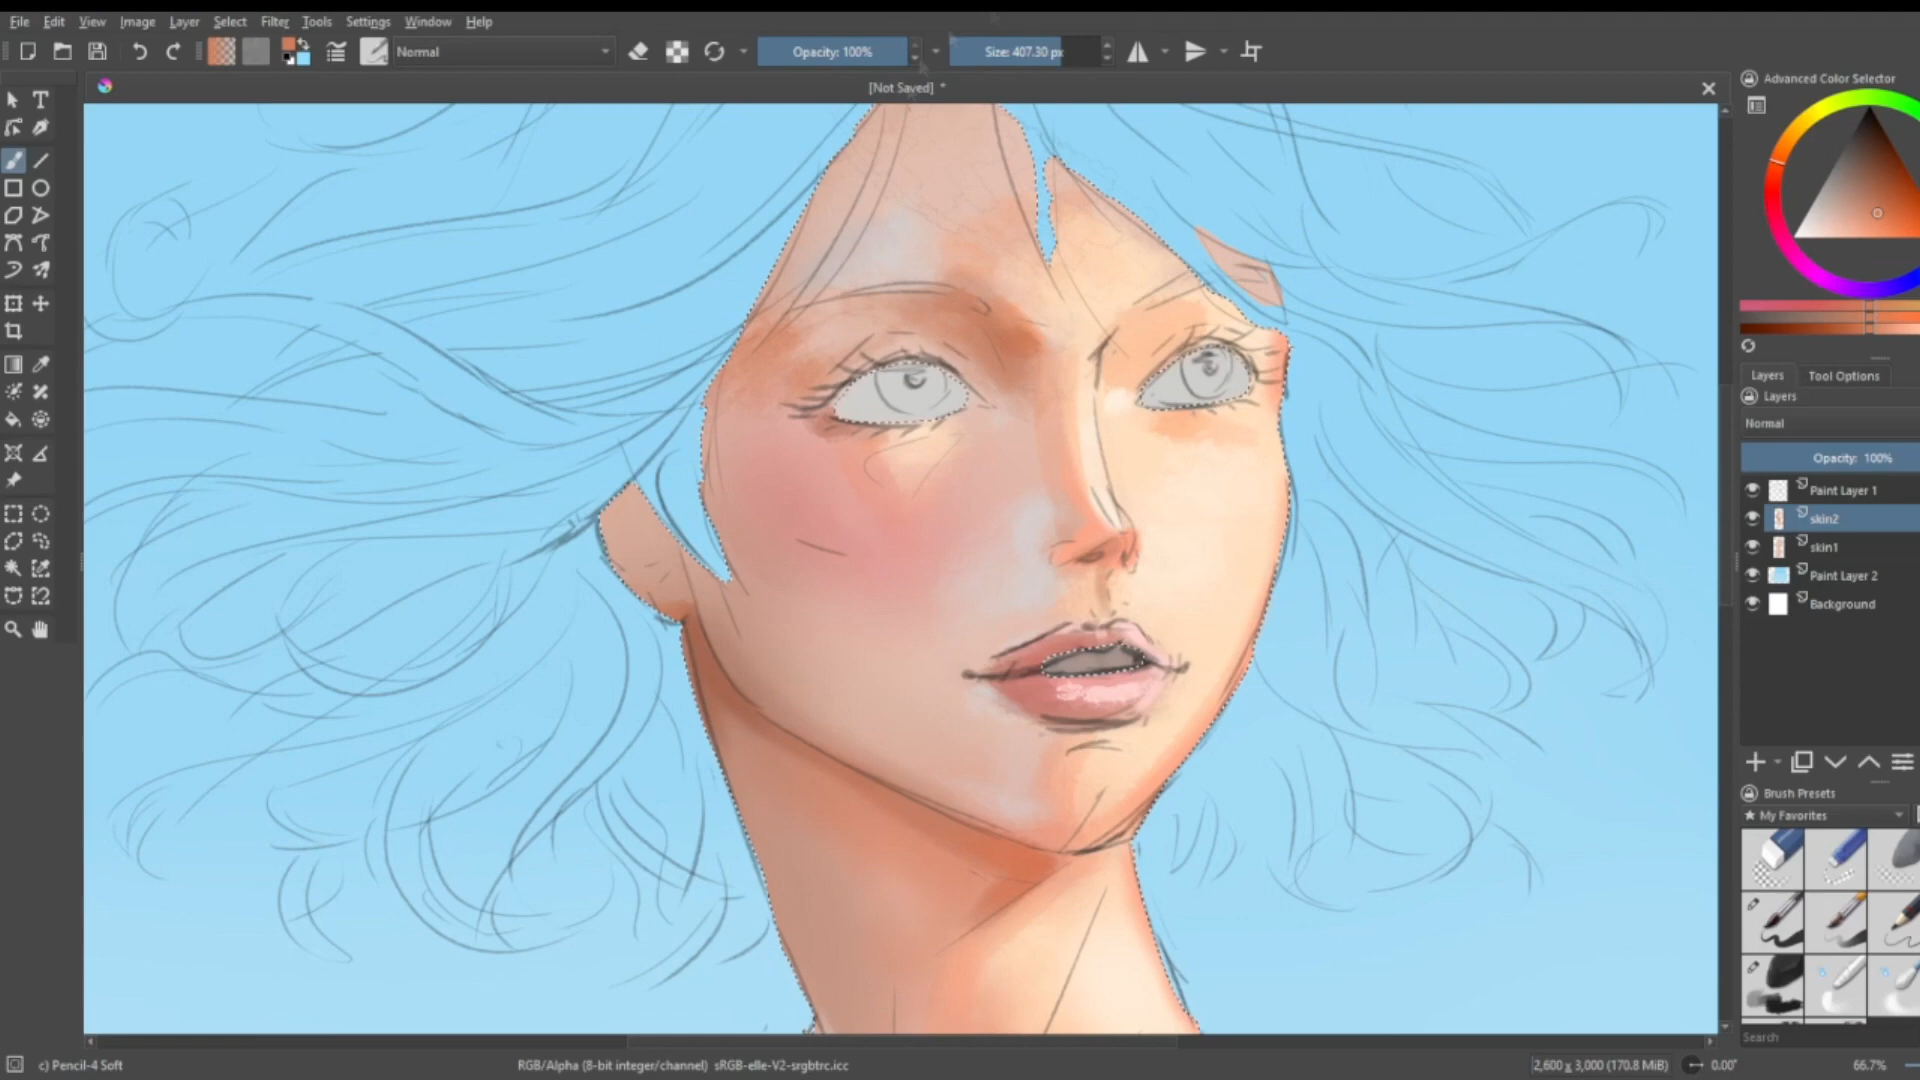 File Edit View Image Layer Select Filter Tools Settings Window Help
Normal
Opacity: 100%
Size: 407.30 px
[Not Saved] *
Advanced Color Selector
Layers Tool Options
Layers
Normal
Opacity: 100%
Paint Layer 1
skin2
skin1
Paint Layer 2
Background
Brush Presets
★ My Favorites
Search
c) Pencil-4 Soft
RGB/Alpha (8-bit integer/channel) sRGB-elle-V2-srgbtrc.icc
2,600 x 3,000 (170.8 MiB)
0.00°
66.7%